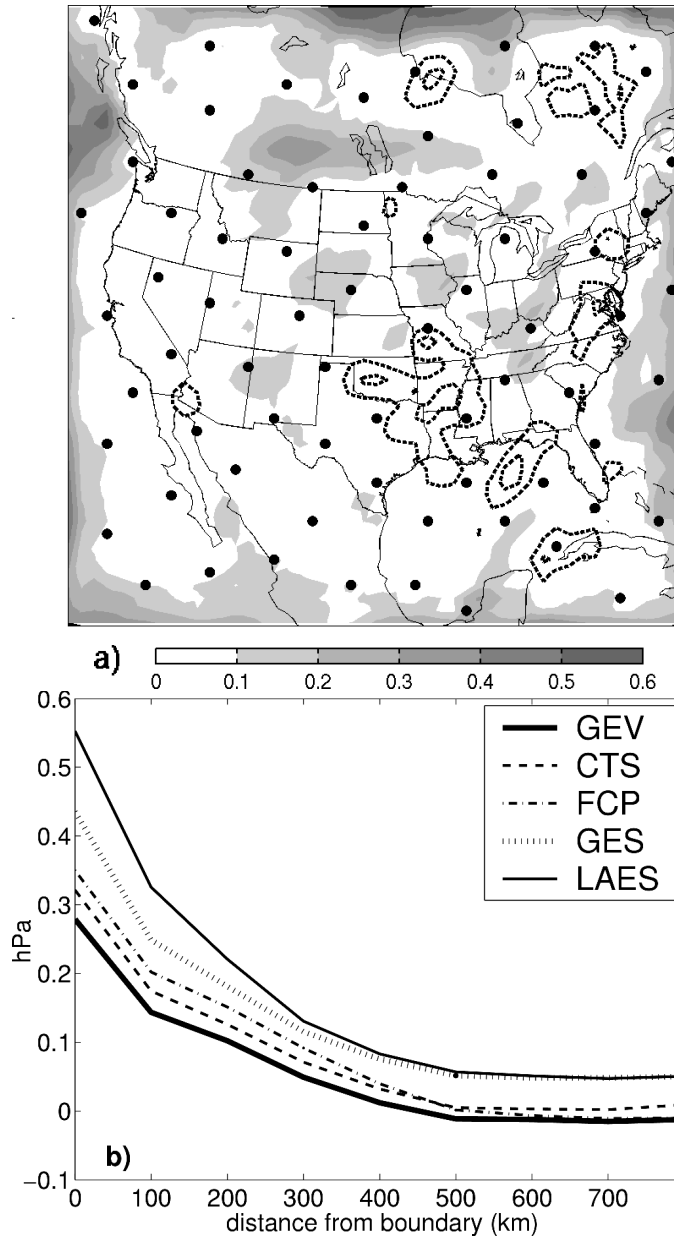 a)
0 0.1 0.2 0.3 0.4 0.5 0.6
0.6
0.5
0.4
0.3
0.2
0.1
0
−0.1
hPa
GEV
CTS
FCP
GES
LAES
b)
0 100 200 300 400 500 600 700
distance from boundary (km)